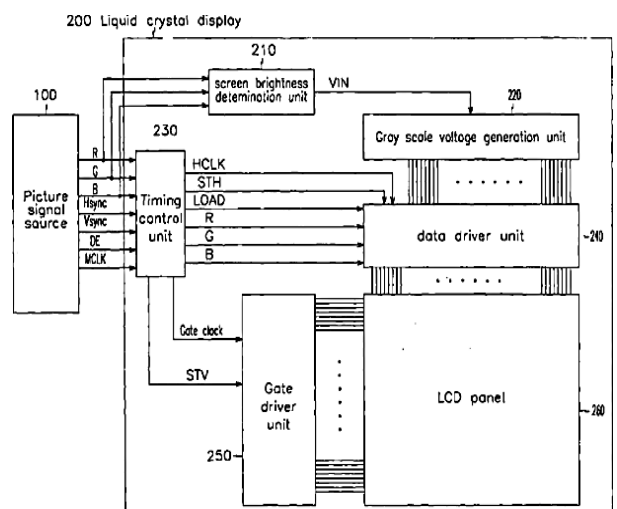 200 Liquid crystal display
210
screen brightness
detemination unit
VIN
100
220
Gray scale voltage generation unit
230
R
G
B
Hsync
Vsync
DE
MCLK
Picture
signal
source
Timing
control
unit
HCLK
STH
LOAD
R
G
B
data driver unit
240
Gate clock
STV
Gate
driver
unit
250
LCD panel
260